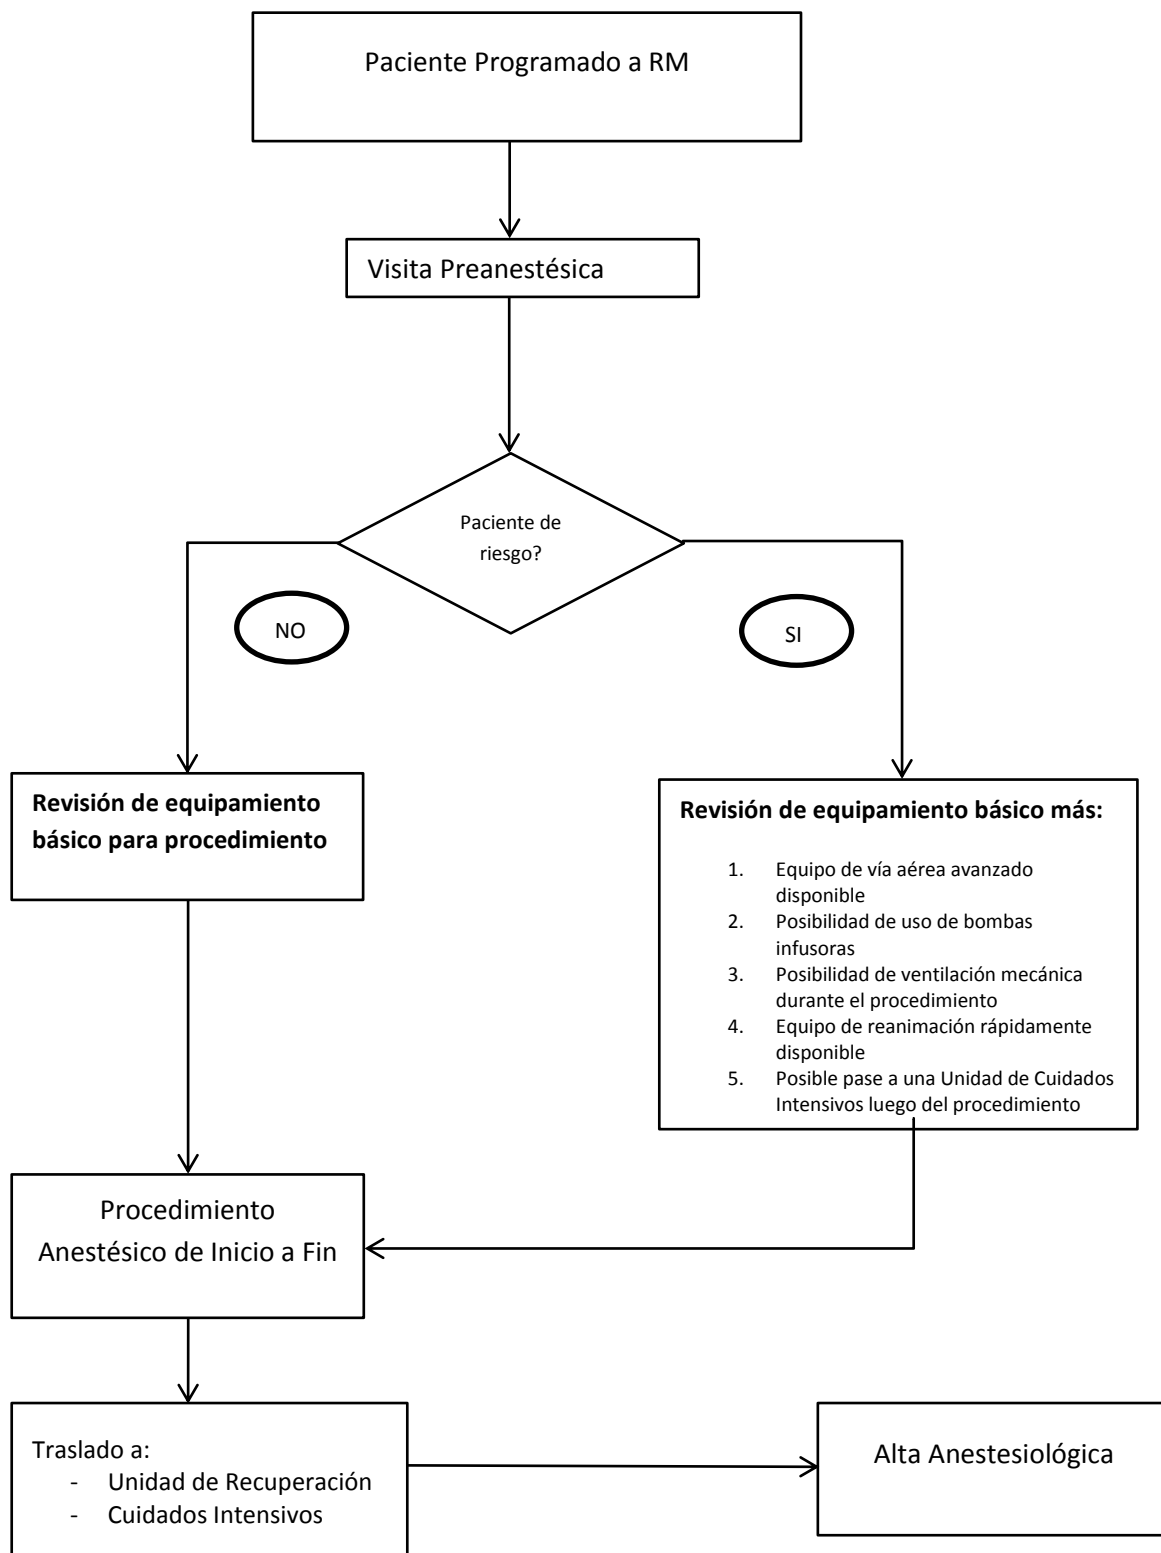 Paciente Programado a RM
Visita Preanestésica
Paciente de
riesgo?
NO
SI
Revisión de equipamiento
básico para procedimiento
Revisión de equipamiento básico más:
1. Equipo de vía aérea avanzado
disponible
2. Posibilidad de uso de bombas
infusoras
3. Posibilidad de ventilación mecánica
durante el procedimiento
4. Equipo de reanimación rápidamente
disponible
5. Posible pase a una Unidad de Cuidados
Intensivos luego del procedimiento
Procedimiento
Anestésico de Inicio a Fin
Traslado a:
- Unidad de Recuperación
- Cuidados Intensivos
Alta Anestesiológica